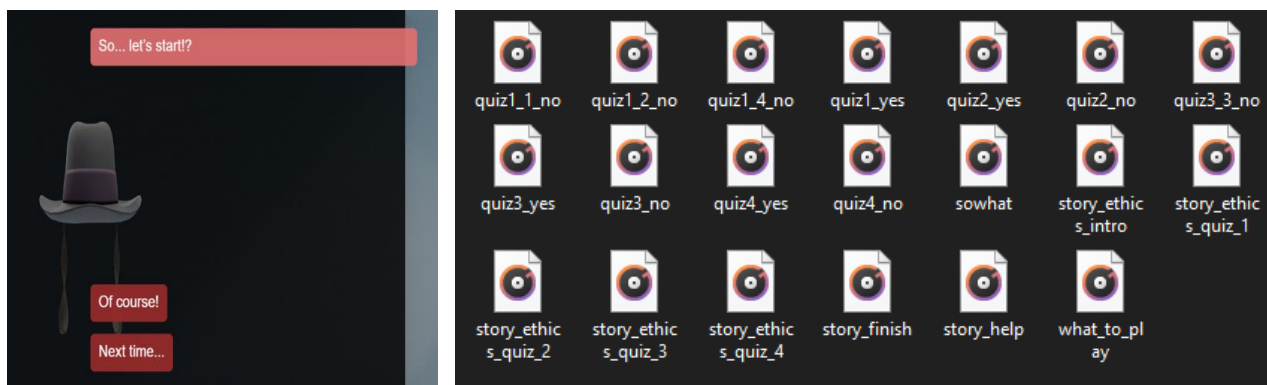 So... let's start!?
Of course!
Next time...
quiz1_1_no
quiz1_2_no
quiz1_4_no
quiz1_yes
quiz2_yes
quiz2_no
quiz3_3_no
quiz3_yes
quiz3_no
quiz4_yes
quiz4_no
sowhat
story_ethic
s_intro
story_ethic
s_quiz_1
story_ethic
s_quiz_2
story_ethic
s_quiz_3
story_ethic
s_quiz_4
story_finish
story_help
what_to_pl
ay